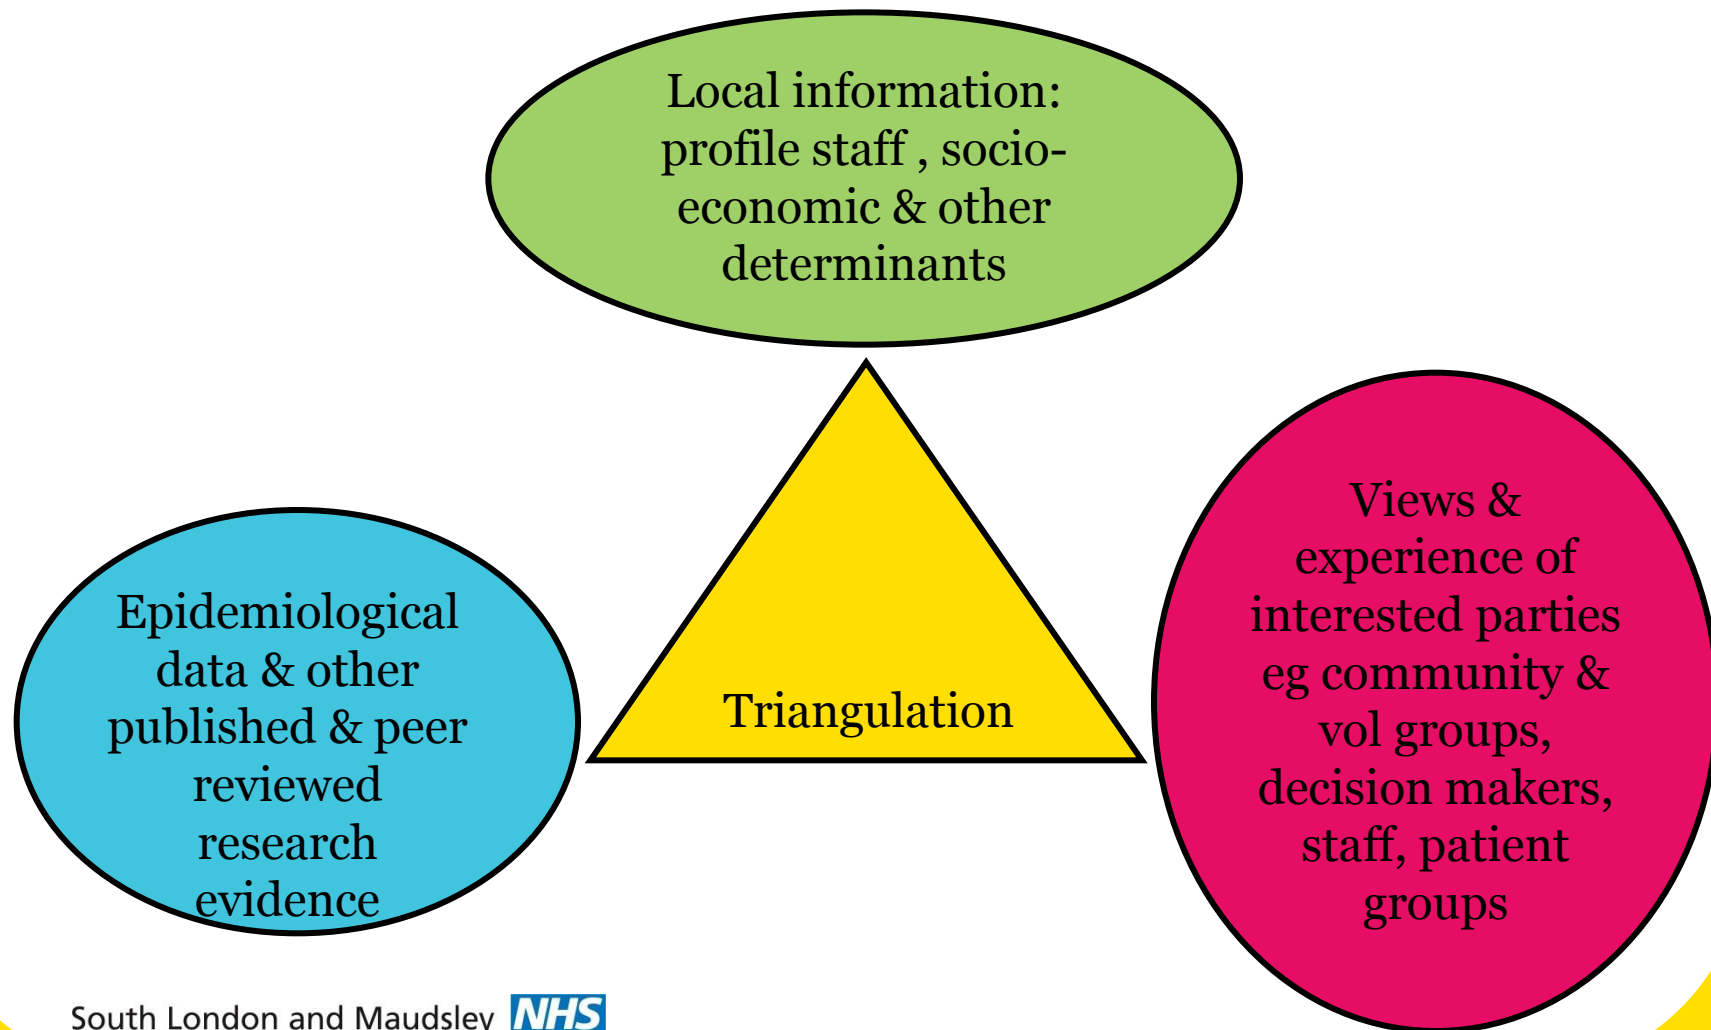 Local information:
profile staff , socio-
economic & other
determinants
Views &
experience of
interested parties
eg community &
vol groups,
decision makers,
staff, patient
groups
Epidemiological
data & other
published & peer
reviewed
research
evidence
Triangulation
South London and Maudsley NHS